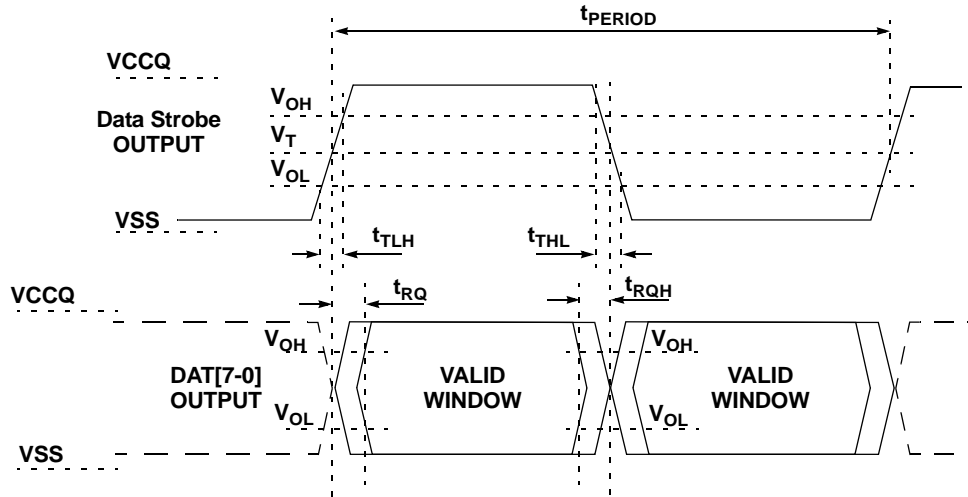 tPERIOD
VCCQ
VOH
Data Strobe
OUTPUT
VT
VOL
VSS
tTLH
tTHL
VCCQ
tRQ
tRQH
VOH
VOH
DAT[7-0]
OUTPUT
VALID
WINDOW
VALID
WINDOW
VOL
VOL
VSS